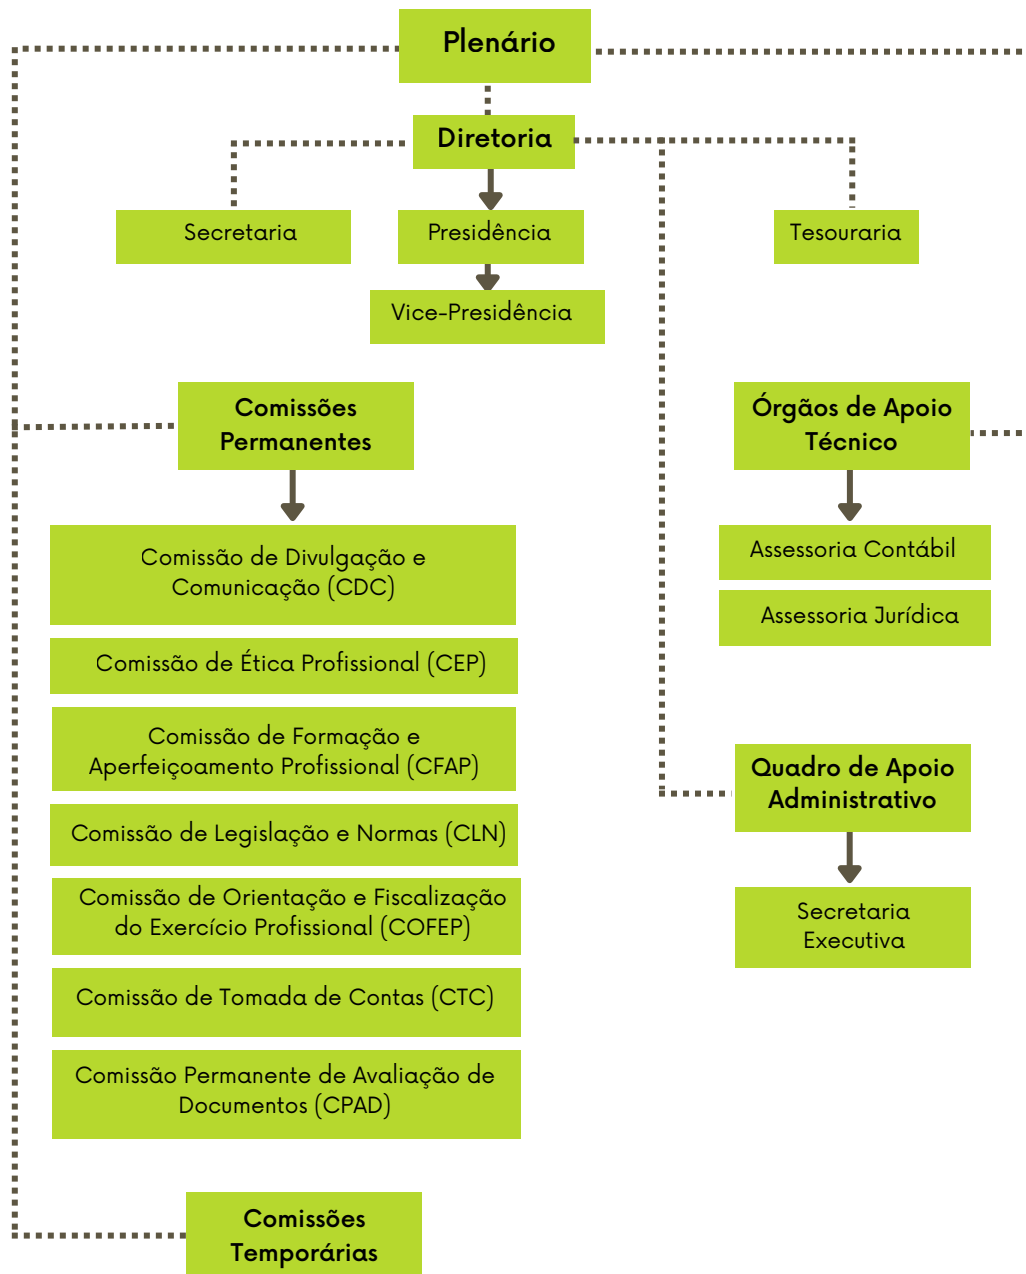 Plenário
Diretoria
Secretaria
Presidência
Tesouraria
Vice-Presidência
Comissões
Permanentes
Órgãos de Apoio
Técnico
Comissão de Divulgação e
Comunicação (CDC)
Assessoria Contábil
Assessoria Jurídica
Comissão de Ética Profissional (CEP)
Comissão de Formação e
Aperfeiçoamento Profissional (CFAP)
Quadro de Apoio
Administrativo
Comissão de Legislação e Normas (CLN)
Comissão de Orientação e Fiscalização
do Exercício Profissional (COFEP)
Secretaria
Executiva
Comissão de Tomada de Contas (CTC)
Comissão Permanente de Avaliação de
Documentos (CPAD)
Comissões
Temporárias